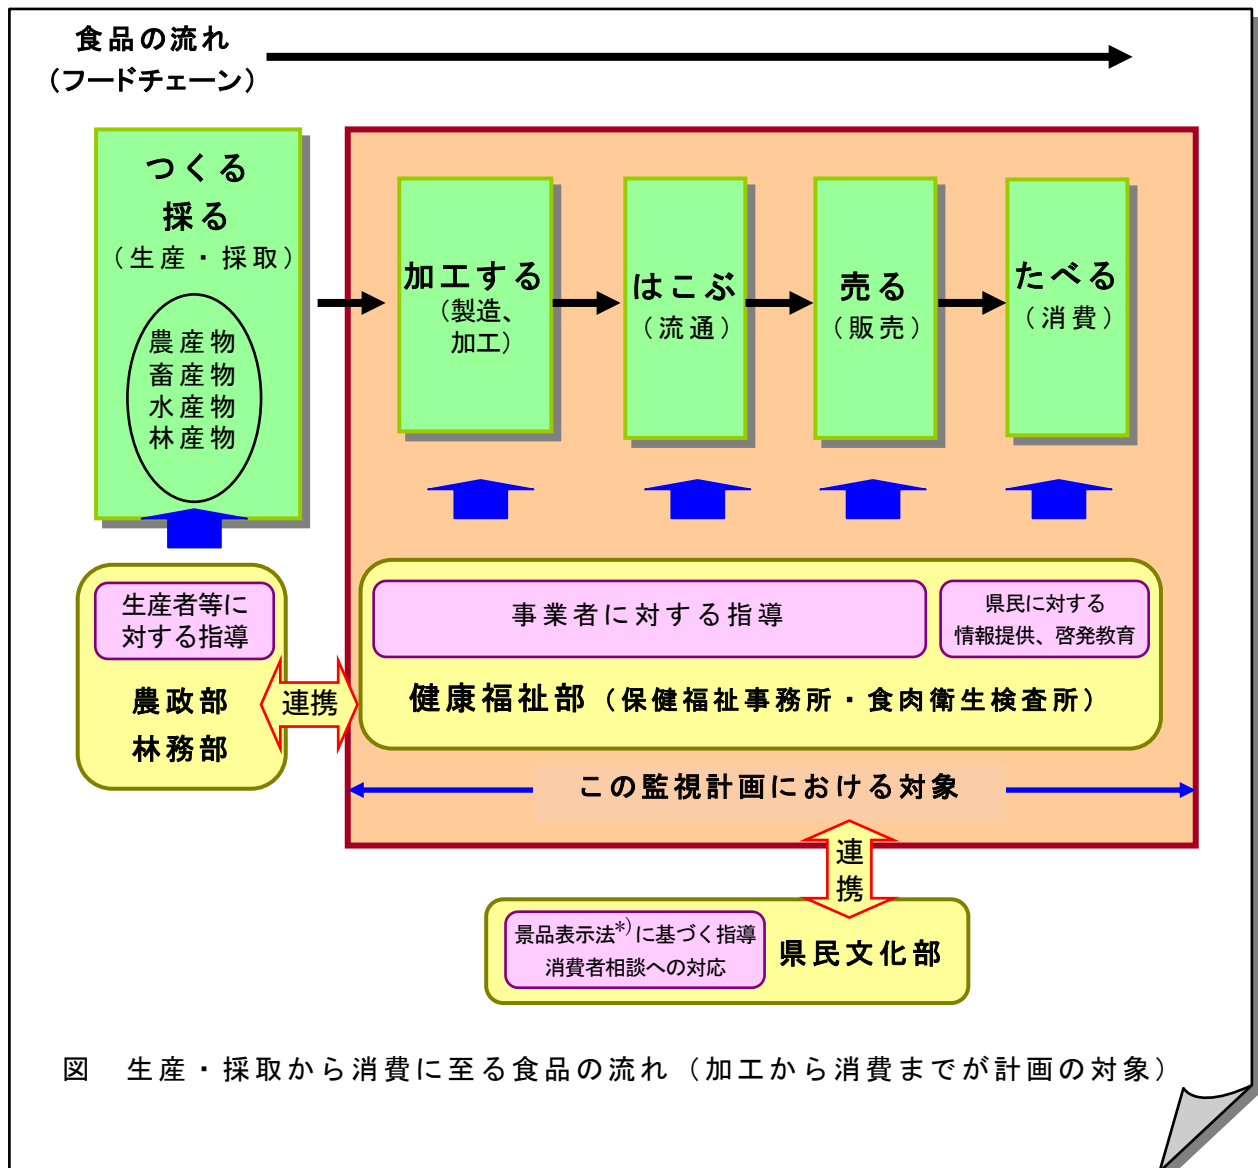 食品の流れ
（フードチェーン）
つくる
採る
（生産・採取）
農産物
畜産物
水産物
林産物
加工する
（製造、
加工）
はこぶ
（流通）
売る
（販売）
たべる
（消費）
生産者等に
対する指導
農政部
林務部
連携
事業者に対する指導
県民に対する
情報提供、啓発教育
健康福祉部（保健福祉事務所・食肉衛生検査所）
この監視計画における対象
連
携
景品表示法*)に基づく指導
消費者相談への対応
県民文化部
図　生産・採取から消費に至る食品の流れ（加工から消費までが計画の対象）